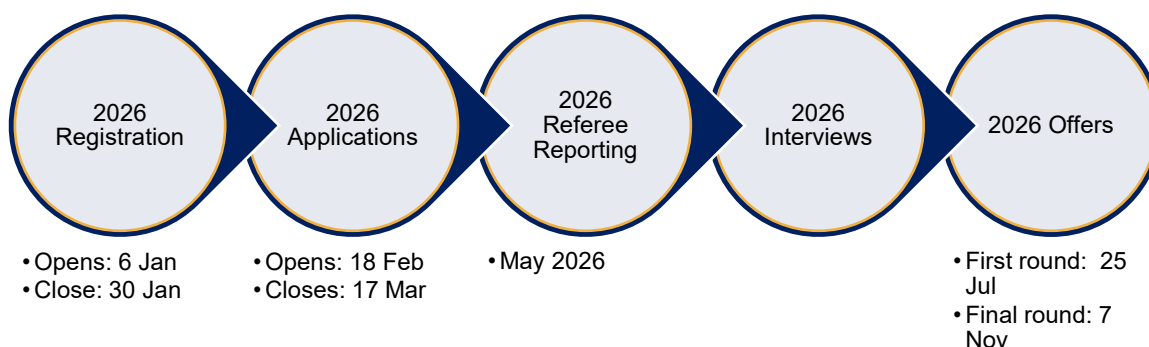 2026
Registration
2026
Applications
2026
Referee
Reporting
2026
Interviews
2026 Offers
•Opens: 6 Jan
•Close: 30 Jan
•Opens: 18 Feb
•Closes: 17 Mar
•May 2026
•First round:  25
Jul
•Final round: 7
Nov